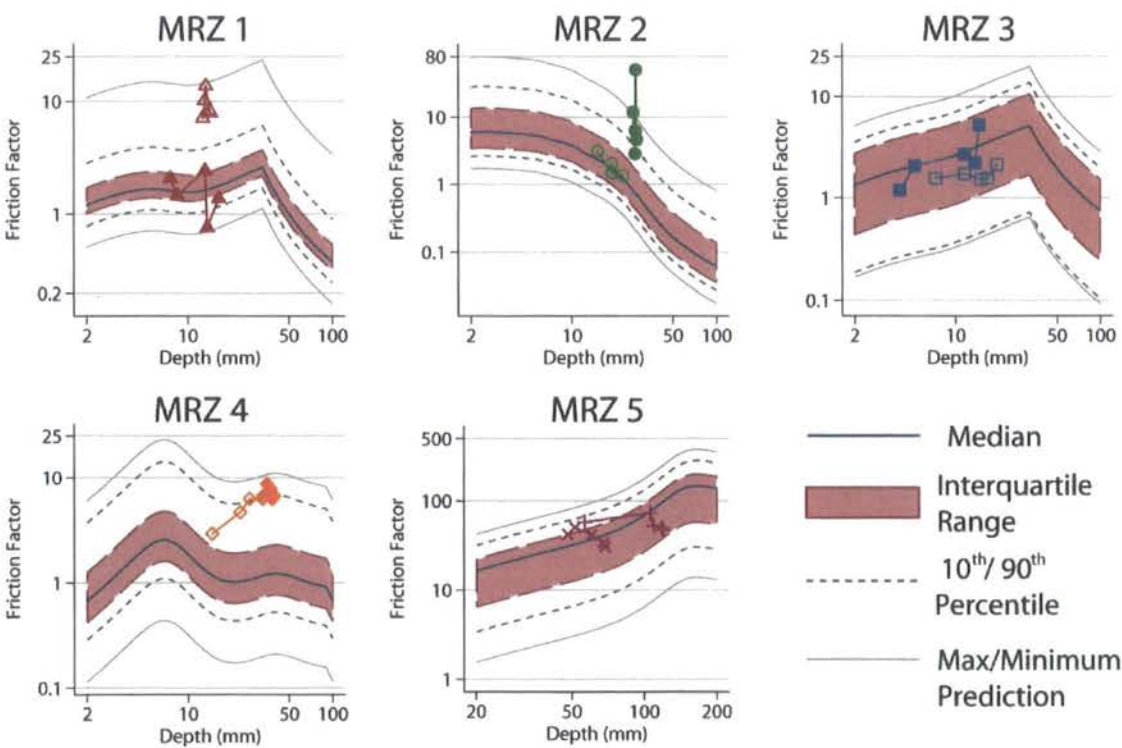 MRZ 1
25
10
1
0.2
Friction Factor
2
10
50
100
Depth (mm)
MRZ 2
80
10
1
0.1
Friction Factor
2
10
50
100
Depth (mm)
MRZ 3
25
10
1
0.1
Friction Factor
2
10
50
100
Depth (mm)
MRZ 4
25
10
1
0.1
Friction Factor
2
10
50
100
Depth (mm)
MRZ 5
500
100
10
1
Friction Factor
20
50
100
200
Depth (mm)
Median
Interquartile
Range
10th/ 90th
Percentile
Max/Minimum
Prediction